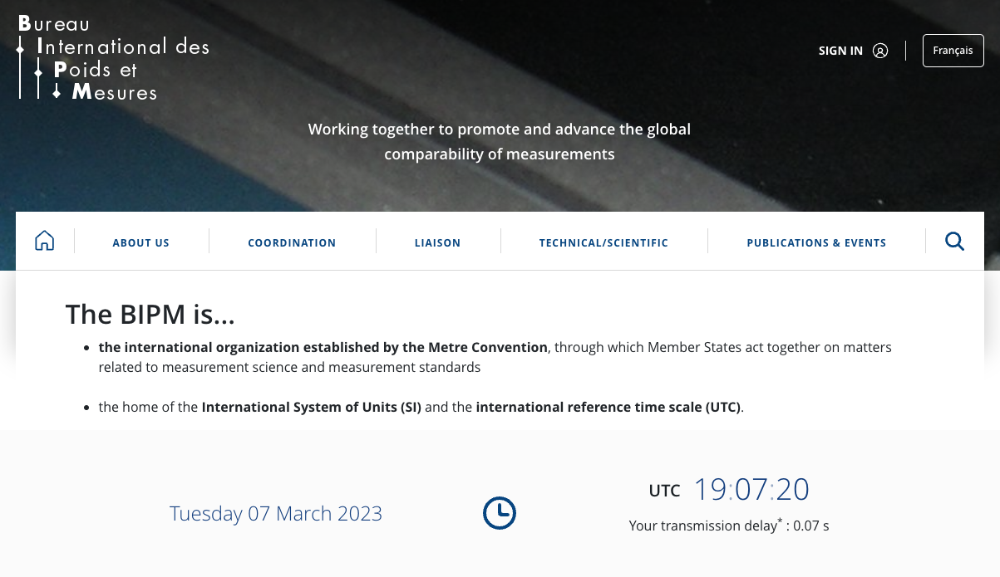 Bureau
International des
Poids et
Mesures
SIGN IN
Français
Working together to promote and advance the global
comparability of measurements
ABOUT US
COORDINATION
LIAISON
TECHNICAL/SCIENTIFIC
PUBLICATIONS & EVENTS
The BIPM is...
• the international organization established by the Metre Convention, through which Member States act together on matters
related to measurement science and measurement standards
• the home of the International System of Units (SI) and the international reference time scale (UTC).
Tuesday 07 March 2023
UTC 19:07:20
Your transmission delay* : 0.07 s